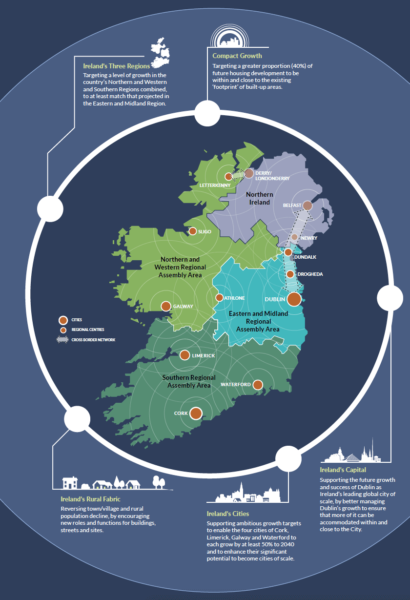 Ireland's Three Regions
Targeting a level of growth in the
country's Northern and Western
and Southern Regions combined,
to at least match that projected in
the Eastern and Midland Region.
Compact Growth
Targeting a greater proportion (40%) of
future housing development to be
within and close to the existing
'footprint' of built-up areas.
LETTERKENNY
DERRY/
LONDONDERRY
Northern
Ireland
BELFAST
SLIGO
NEWRY
DUNDALK
Northern and
Western Regional
Assembly Area
DROGHEDA
ATHLONE
DUBLIN
GALWAY
Eastern and Midland
Regional
Assembly Area
CITIES
REGIONAL CENTRES
CROSS BORDER NETWORK
LIMERICK
Southern Regional
Assembly Area
WATERFORD
CORK
Ireland's Capital
Supporting the future growth
and success of Dublin as
Ireland's leading global city of
scale, by better managing
Dublin's growth to ensure
that more of it can be
accommodated within and
close to the City.
Ireland's Rural Fabric
Reversing town/village and rural
population decline, by encouraging
new roles and functions for buildings,
streets and sites.
Ireland's Cities
Supporting ambitious growth targets
to enable the four cities of Cork,
Limerick, Galway and Waterford to
each grow by at least 50% to 2040
and to enhance their significant
potential to become cities of scale.